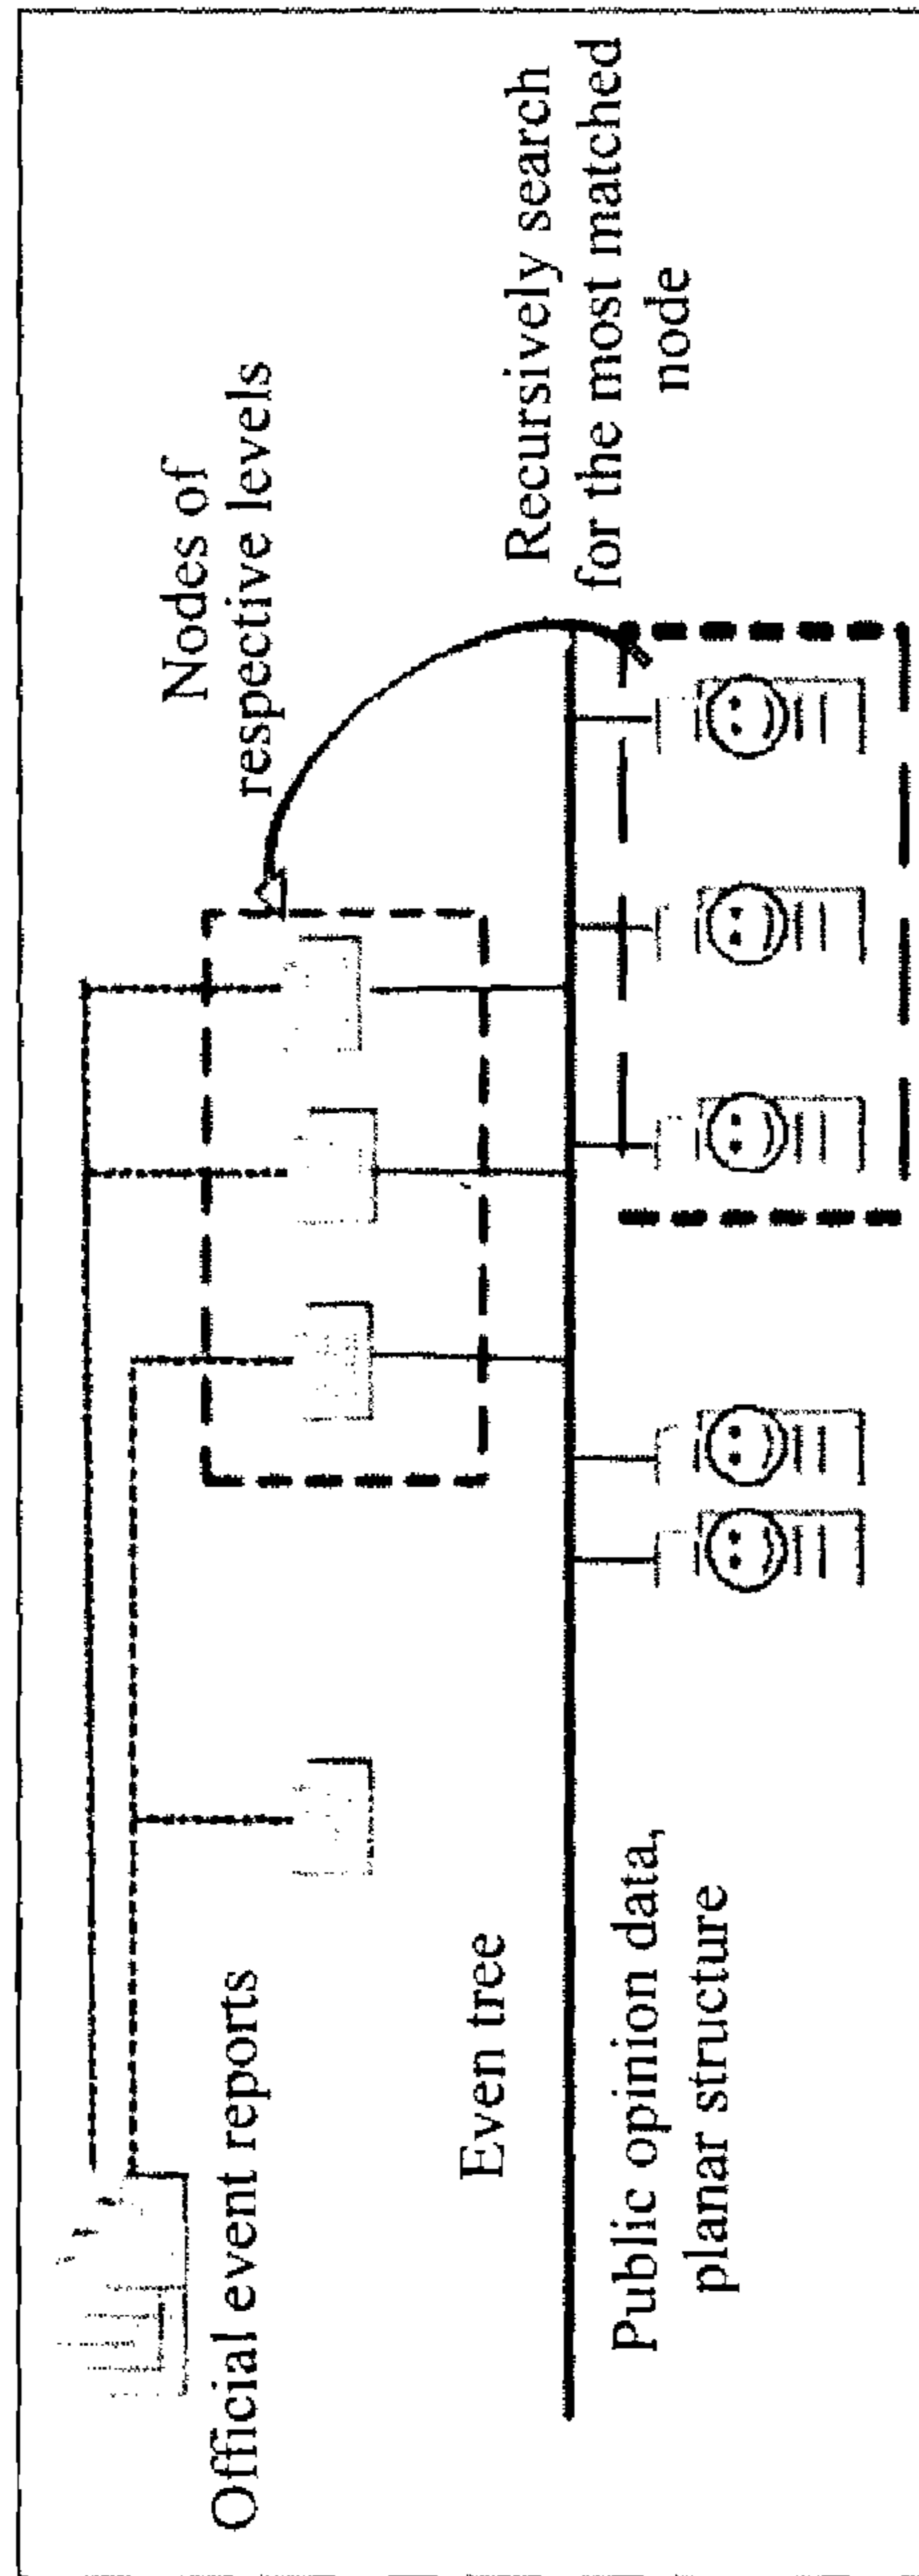 Official event reports
Nodes of
respective levels
Even tree
Recursively search
for the most matched
node
Public opinion data,
planar structure